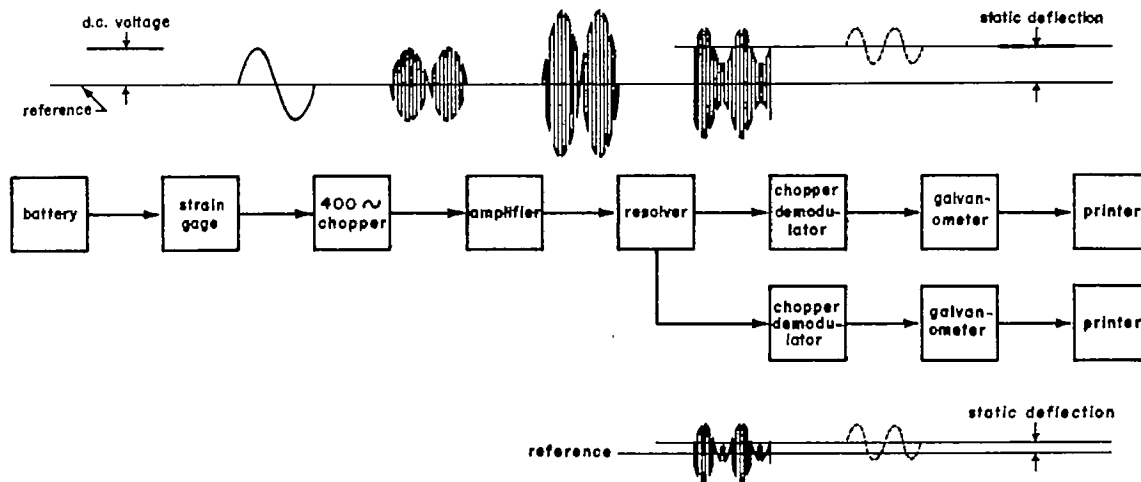 d.c. voltage
static deflection
reference
battery
strain
gage
400 ~
chopper
amplifier
resolver
chopper
demodu-
lator
galvan-
ometer
printer
chopper
demodu-
lator
galvan-
ometer
printer
static deflection
reference